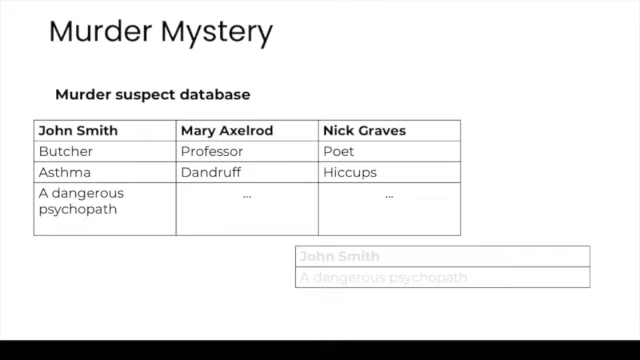 Murder Mystery
Murder suspect database
John Smith Mary Axelrod Nick Graves
Butcher Professor Poet
Asthma Dandruff Hiccups
A dangerous ... ...
psychopath
John Smith
A dangerous psychopath